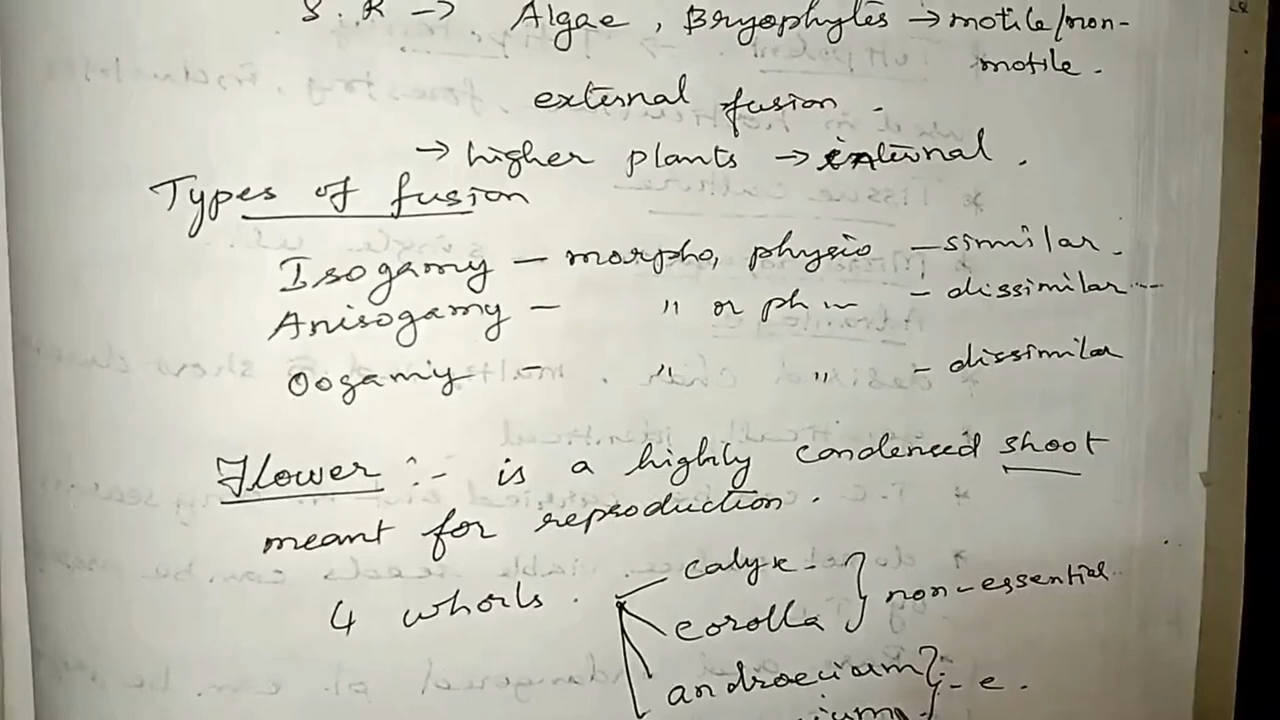 S.R → Algae, Bryophytes → motile/non-
motile.
external fusion.
→ higher plants → internal.
Types of fusion
Isogamy - morpho, physio - similar.
Anisogamy - " or ph - dissimilar
Oogamy - " " - dissimilar
Flower :- is a highly condensed shoot
meant for reproduction.
4 whorls.
calyx } non-essential
corolla
androecium } - e.